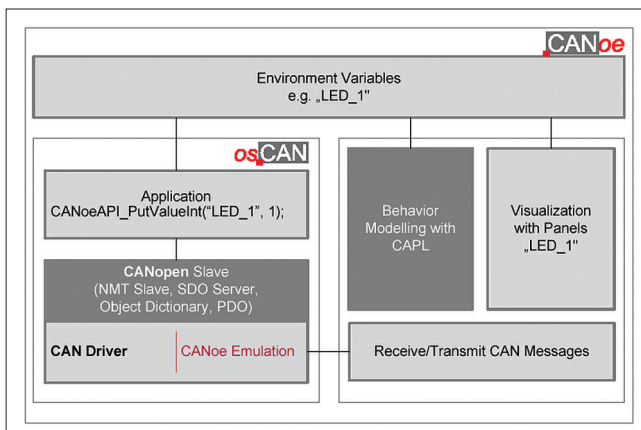 CANoe
Environment Variables
e.g. „LED_1"
osCAN
Application
CANoeAPI_PutValueInt("LED_1", 1);
CANopen Slave
(NMT Slave, SDO Server,
Object Dictionary, PDO)
CAN Driver
CANoe Emulation
Behavior
Modelling with
CAPL
Visualization
with Panels
„LED_1"
Receive/Transmit CAN Messages